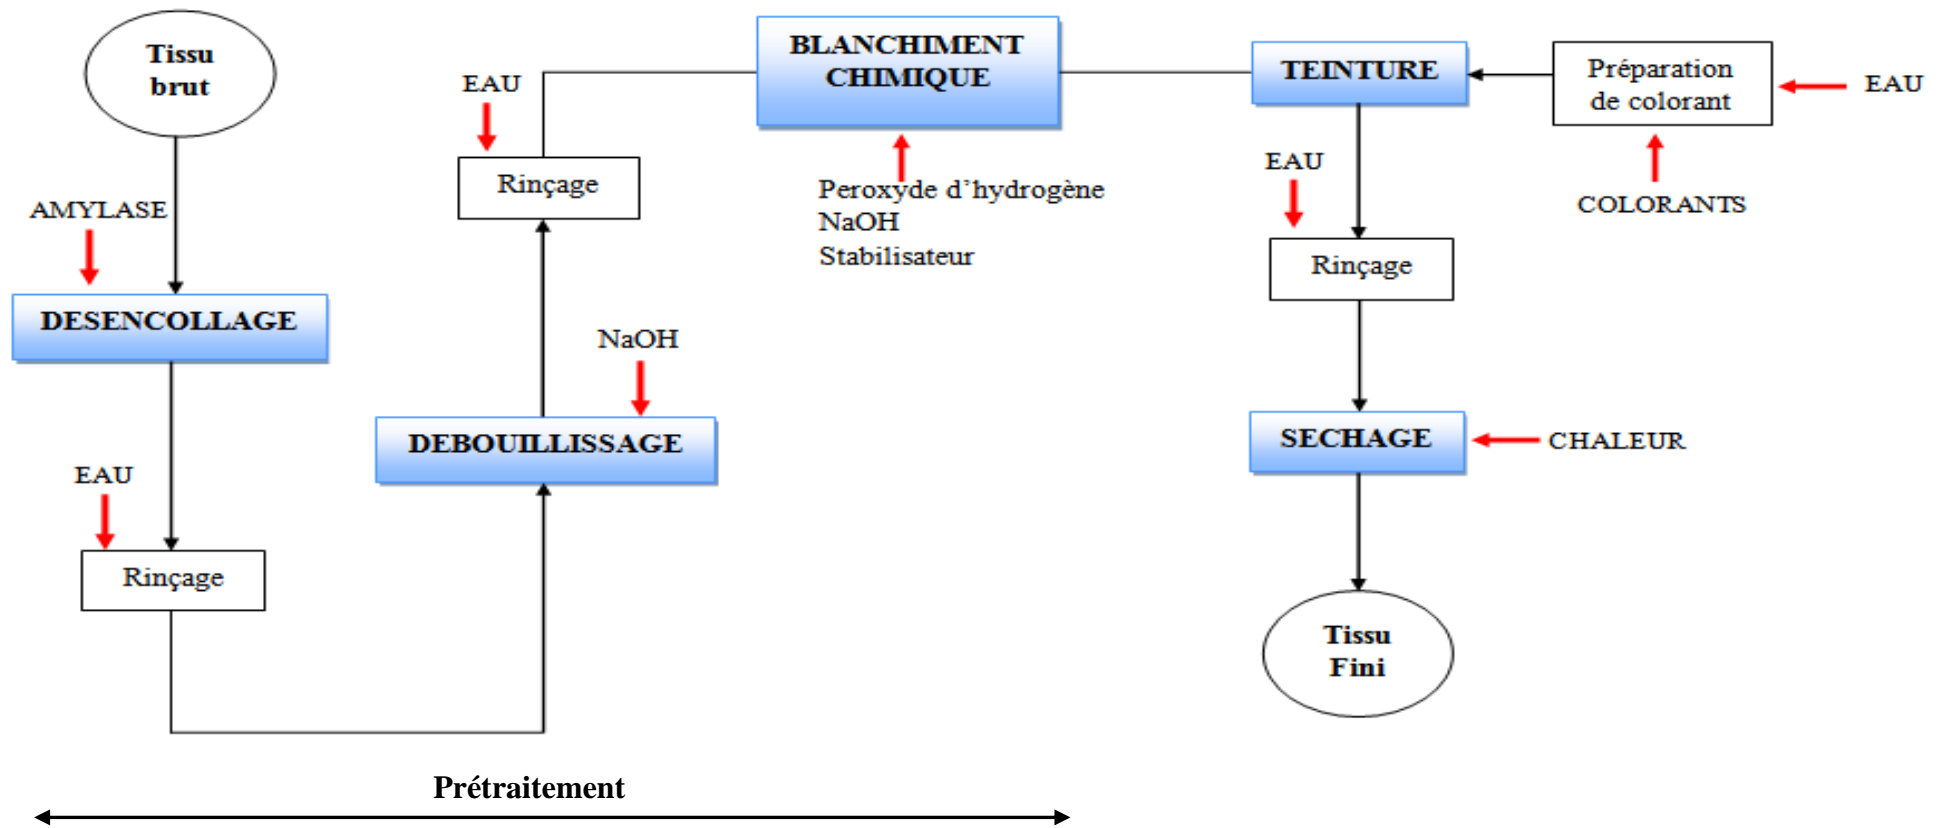 Tissu
brut
AMYLASE
DESENCOLLAGE
EAU
Rinçage
EAU
Rinçage
NaOH
DEBOUILLISSAGE
BLANCHIMENT
CHIMIQUE
Peroxyde d'hydrogène
NaOH
Stabilisateur
TEINTURE
Préparation
de colorant
EAU
COLORANTS
EAU
Rinçage
SECHAGE
CHALEUR
Tissu
Fini
Prétraitement